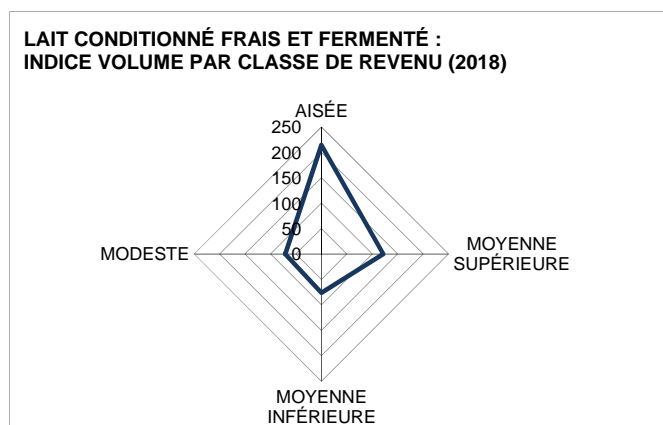 LAIT CONDITIONNÉ FRAIS ET FERMENTÉ :
INDICE VOLUME PAR CLASSE DE REVENU (2018)
AISÉE
250
200
150
100
50
0
MODESTE
MOYENNE
SUPÉRIEURE
MOYENNE
INFÉRIEURE